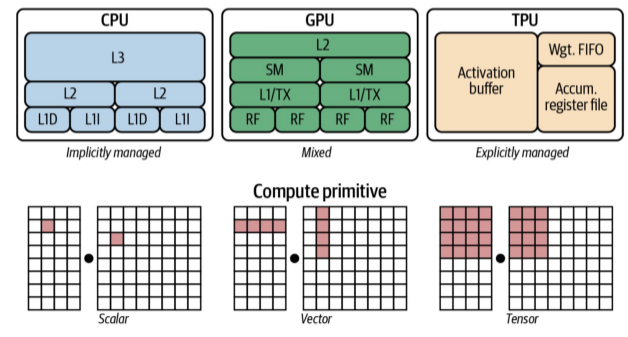 CPU
GPU
TPU
L3
L2 L2
L1D L1I L1D L1I
L2
SM SM
L1/TX L1/TX
RF RF RF RF
Activation
buffer
Wgt. FIFO
Accum.
register file
Implicitly managed
Mixed
Explicitly managed
Compute primitive
Scalar
Vector
Tensor